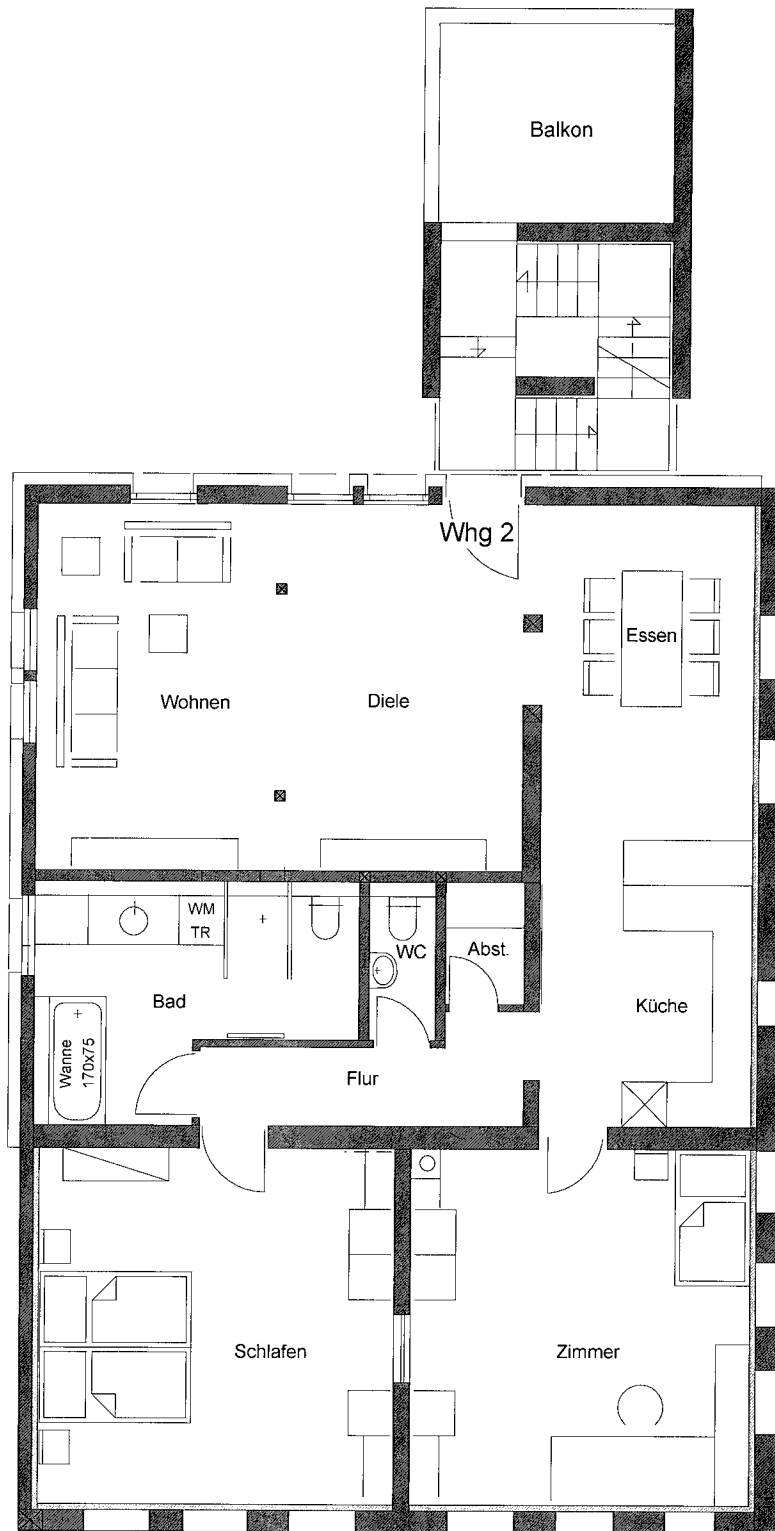 Balkon
Whg 2
Essen
Wohnen
Diele
WM
TR
WC
Abst.
Bad
Küche
Wanne
170x75
Flur
Schlafen
Zimmer